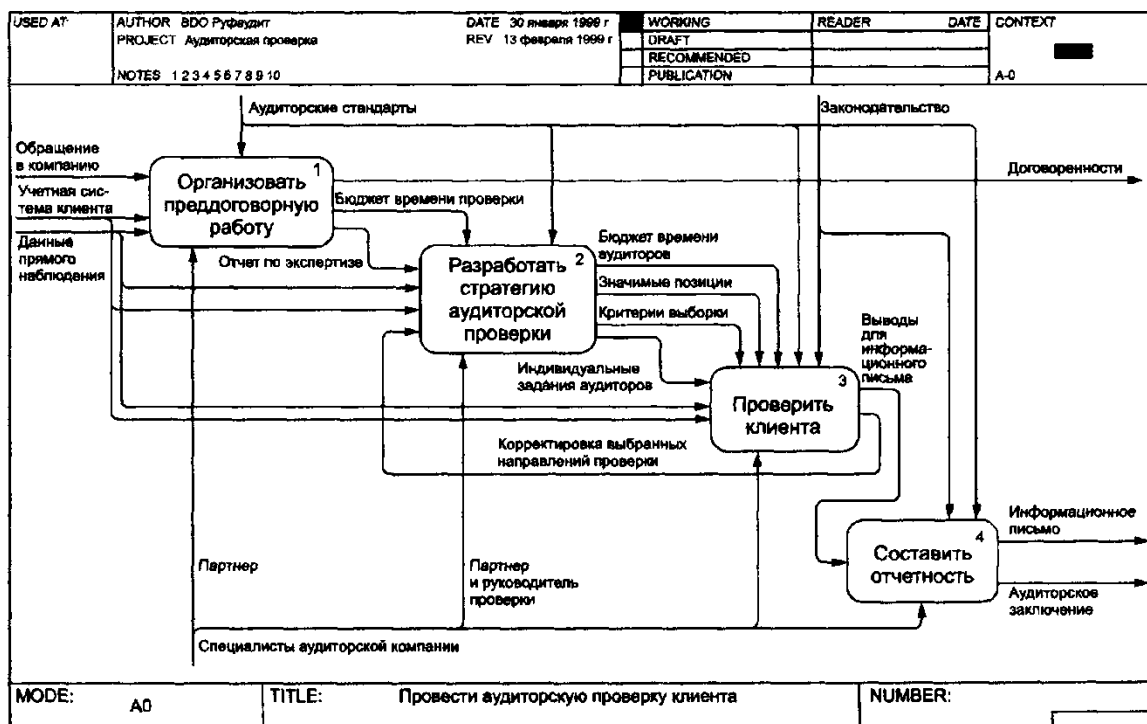 USED AT
AUTHOR BDO Руфаудит
DATE 30 января 1999 г
PROJECT Аудиторская проверка
REV 13 февраля 1999 г
NOTES 1 2 3 4 5 6 7 8 9 10
WORKING
DRAFT
RECOMMENDED
PUBLICATION
READER
DATE
CONTEXT
A-0
Аудиторские стандарты
Законодательство
Обращение
в компанию
Учетная сис-
тема клиента
Данные
прямого
наблюдения
1
Организовать
преддоговорную
работу
Договоренности
Бюджет времени проверки
Отчет по экспертизе
2
Разработать
стратегию
аудиторской
проверки
Бюджет времени
аудиторов
Значимые позиции
Критерии выборки
Индивидуальные
задания аудиторов
Выводы
для
информа-
ционного
письма
3
Проверить
клиента
Корректировка выбранных
направлений проверки
4
Составить
отчетность
Информационное
письмо
Аудиторское
заключение
Партнер
Партнер
и руководитель
проверки
Специалисты аудиторской компании
MODE:
A0
TITLE:
Провести аудиторскую проверку клиента
NUMBER: